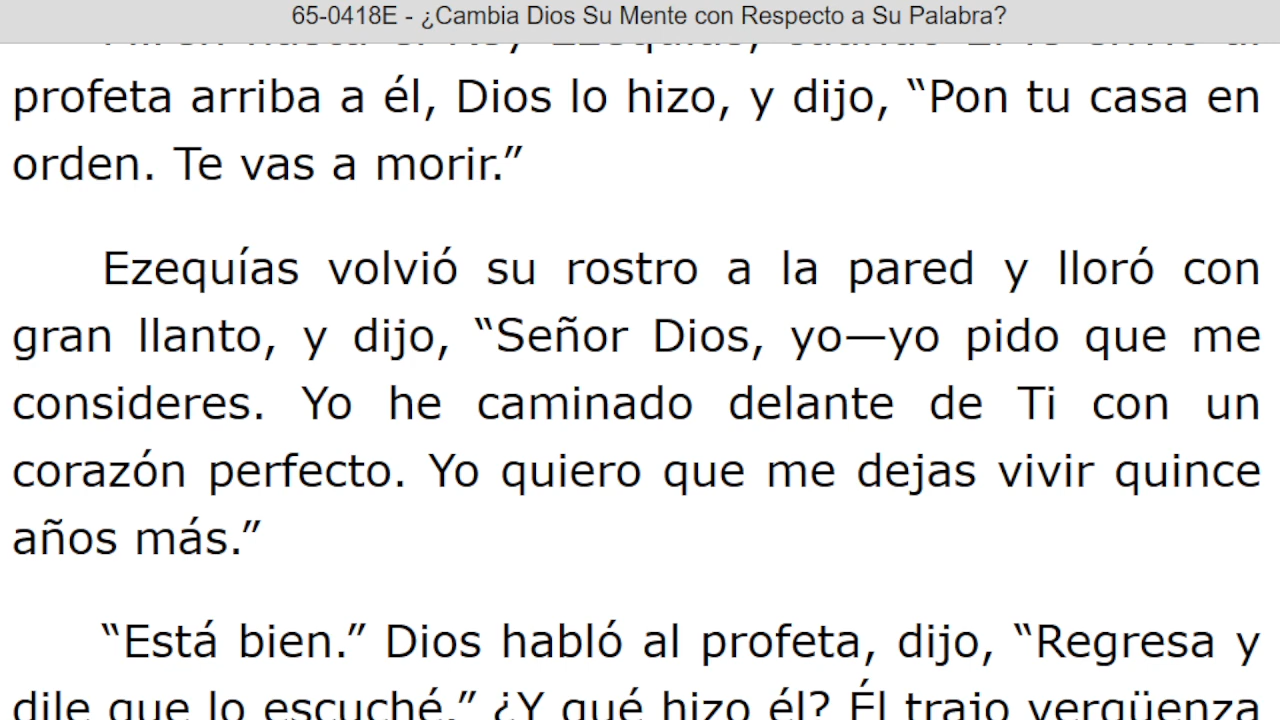 65-0418E - ¿Cambia Dios Su Mente con Respecto a Su Palabra?
profeta arriba a él, Dios lo hizo, y dijo, “Pon tu casa en
orden. Te vas a morir.”
Ezequías volvió su rostro a la pared y lloró con
gran llanto, y dijo, “Señor Dios, yo—yo pido que me
consideres. Yo he caminado delante de Ti con un
corazón perfecto. Yo quiero que me dejas vivir quince
años más.”
“Está bien.” Dios habló al profeta, dijo, “Regresa y
dile que lo escuché.” ¿Y qué hizo él? Él trajo vergüenza